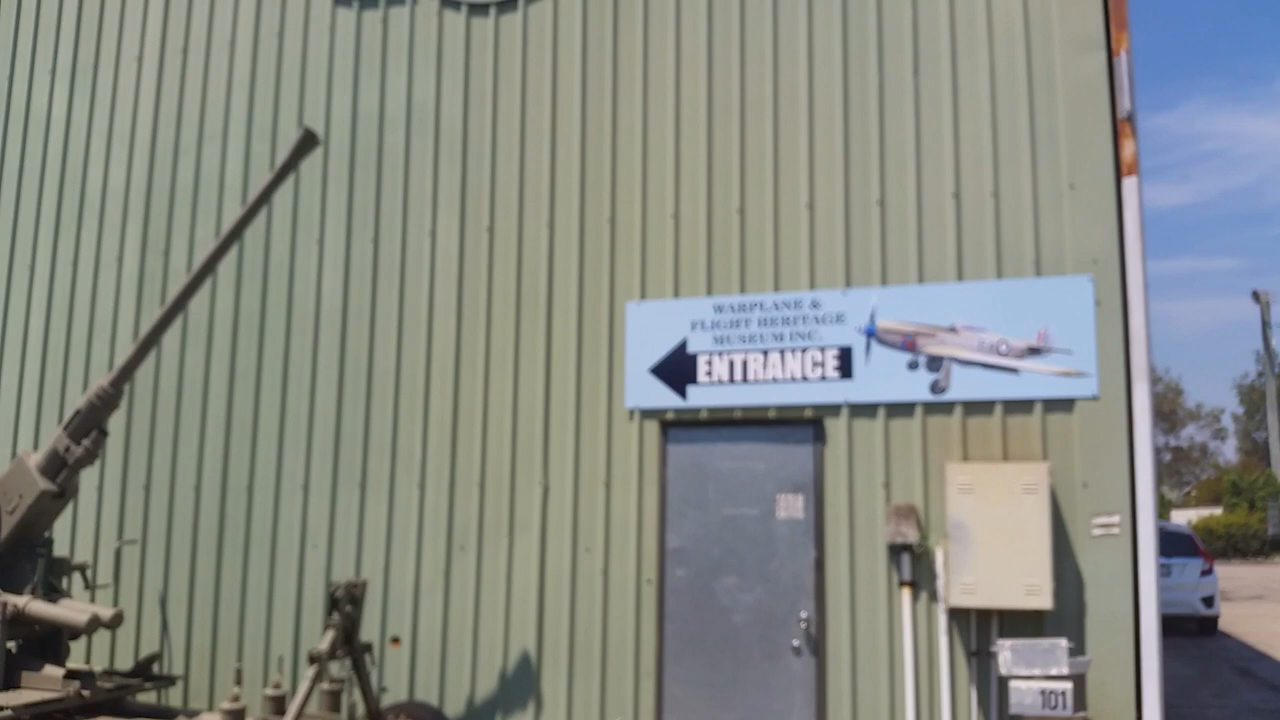 WARPLANE &
FLIGHT HERITAGE
MUSEUM INC.
ENTRANCE
101